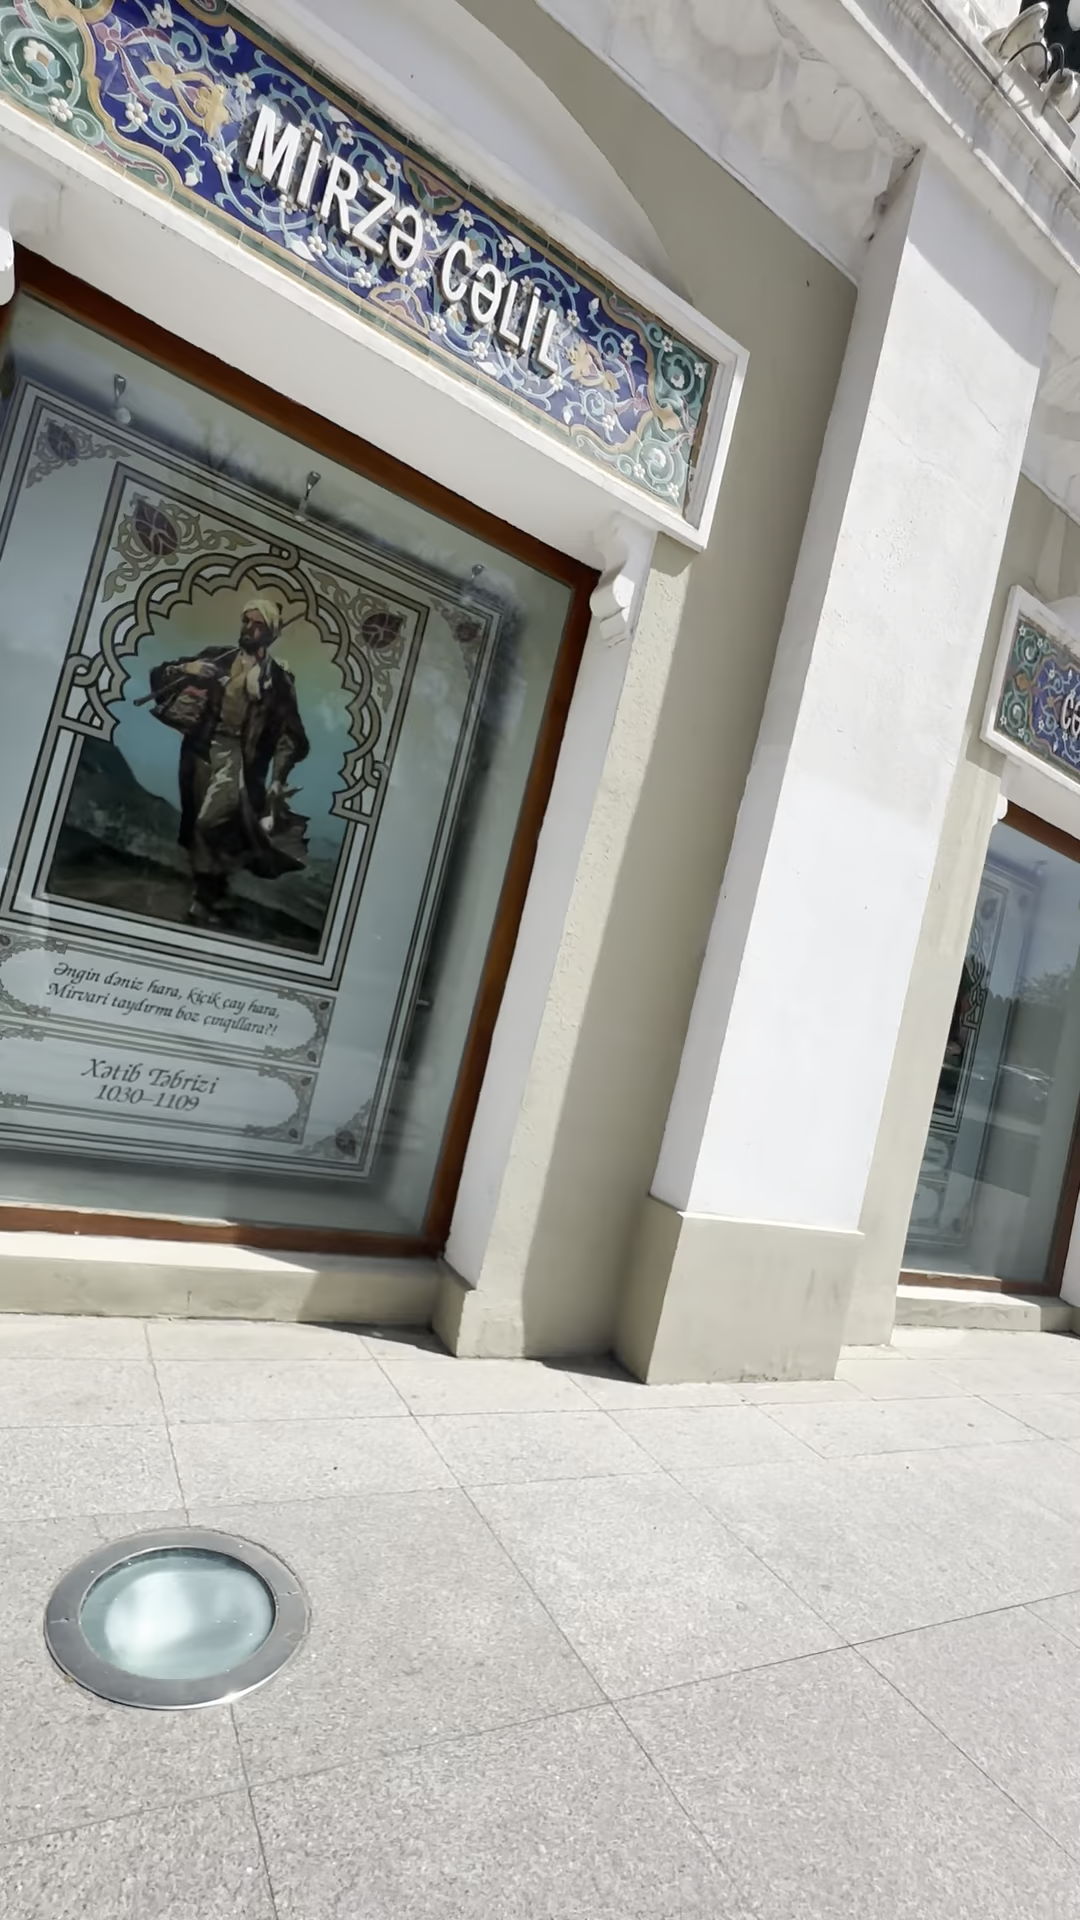 MİRZƏ CƏLİL
Əngin dəniz hara, kiçik çay hara,
Mirvari taydırmı boz çınqıllara?!
Xətib Təbrizi
1030–1109